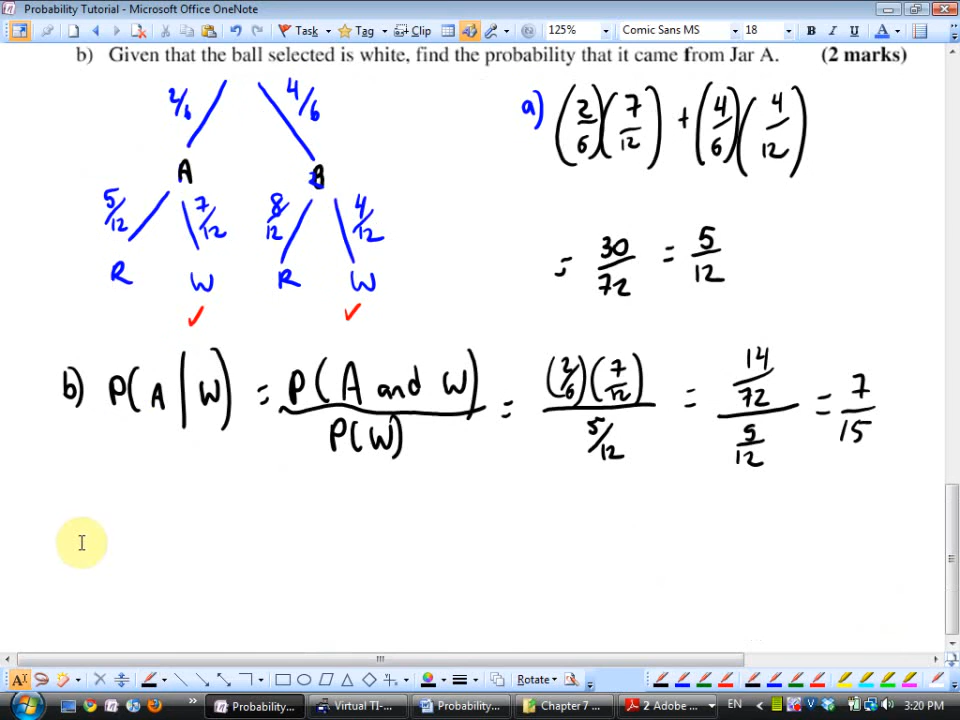 Probability Tutorial - Microsoft Office OneNote
Task Tag Clip 125% Comic Sans MS 18 B I U A
b) Given that the ball selected is white, find the probability that it came from Jar A. (2 marks)
2/6 4/6
A B
5/12 7/12 8/12 4/12
R W R W
a) (2/6)(7/12) + (4/6)(4/12)
= 30/72 = 5/12
b) P(A|W) = P(A and W)/P(W) = (2/6)(7/12)/5/12 = 14/72/5/12 = 7/15
A Rotate
Probability... Virtual TI-... Probability... Chapter 7 ... 2 Adobe ... EN 3:20 PM